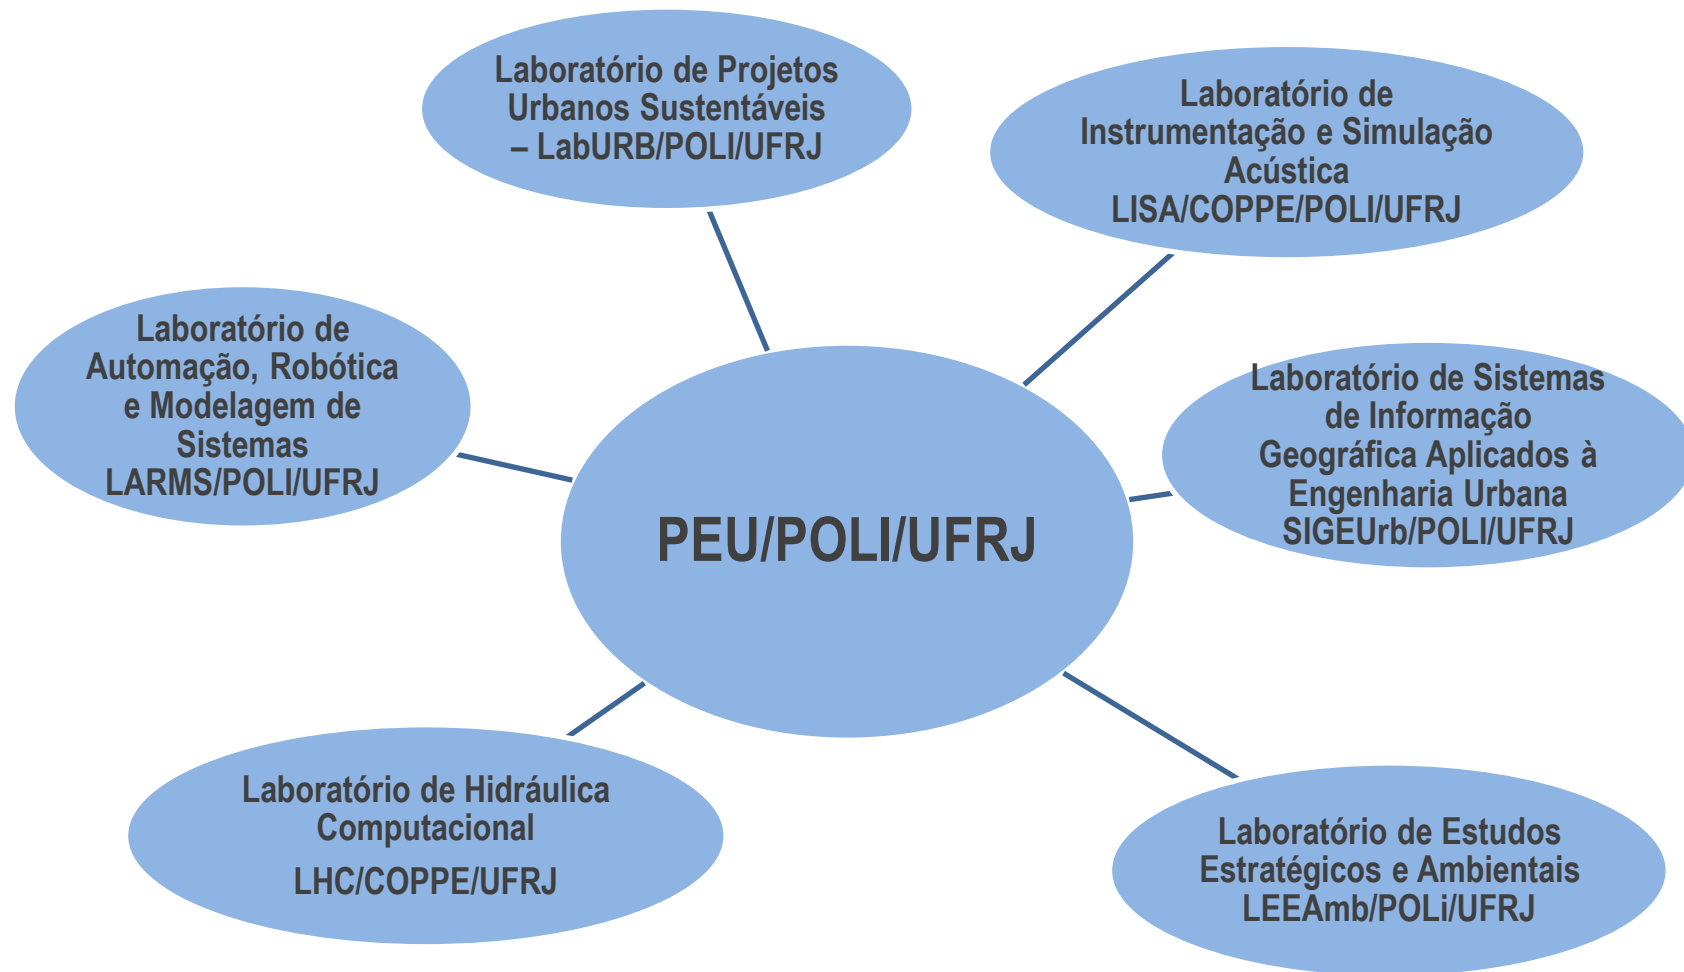 Laboratório de Projetos
Urbanos Sustentáveis
– LabURB/POLI/UFRJ
Laboratório de
Instrumentação e Simulação
Acústica
LISA/COPPE/POLI/UFRJ
Laboratório de
Automação, Robótica
e Modelagem de
Sistemas
LARMS/POLI/UFRJ
Laboratório de Sistemas
de Informação
Geográfica Aplicados à
Engenharia Urbana
SIGEUrb/POLI/UFRJ
PEU/POLI/UFRJ
Laboratório de Hidráulica
Computacional
LHC/COPPE/UFRJ
Laboratório de Estudos
Estratégicos e Ambientais
LEEAmb/POLi/UFRJ